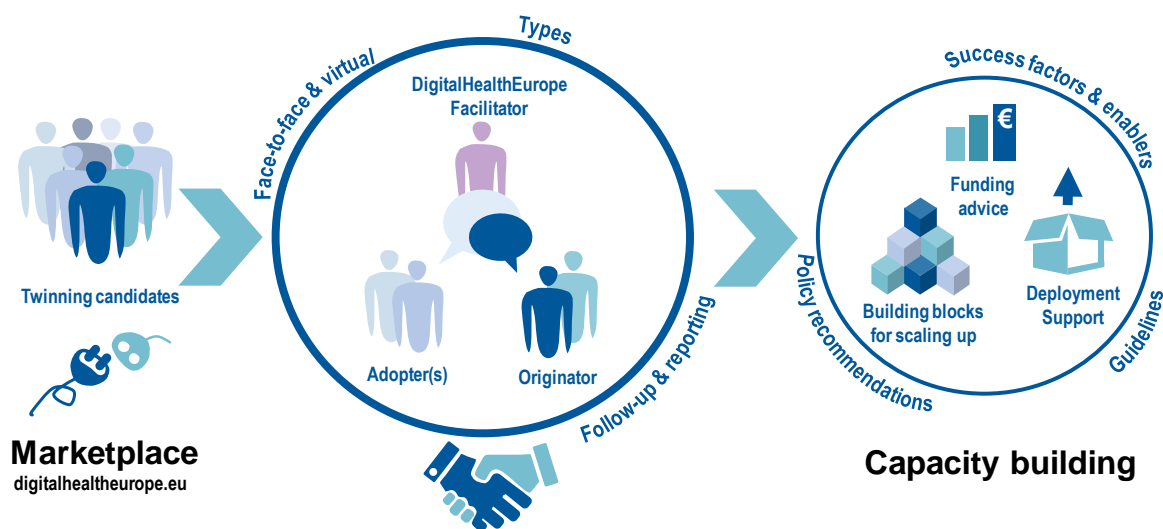 Twinning candidates
Marketplace
digitalhealtheurope.eu
Face-to-face & virtual
Types
DigitalHealthEurope
Facilitator
Adopter(s)
Originator
Follow-up & reporting
Success factors & enablers
€
Funding
advice
Building blocks
for scaling up
Deployment
Support
Policy recommendations
Guidelines
Capacity building